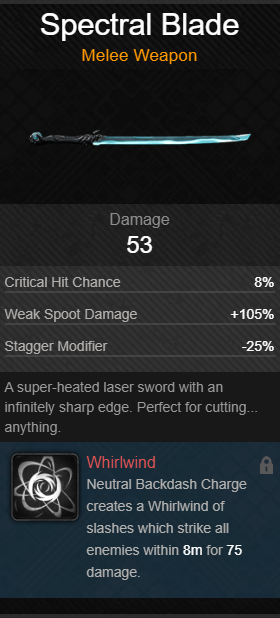 Spectral Blade
Melee Weapon
Damage
53
Critical Hit Chance 8%
Weak Spoot Damage +105%
Stagger Modifier -25%
A super-heated laser sword with an
infinitely sharp edge. Perfect for cutting...
anything.
Whirlwind
Neutral Backdash Charge
creates a Whirlwind of
slashes which strike all
enemies within 8m for 75
damage.